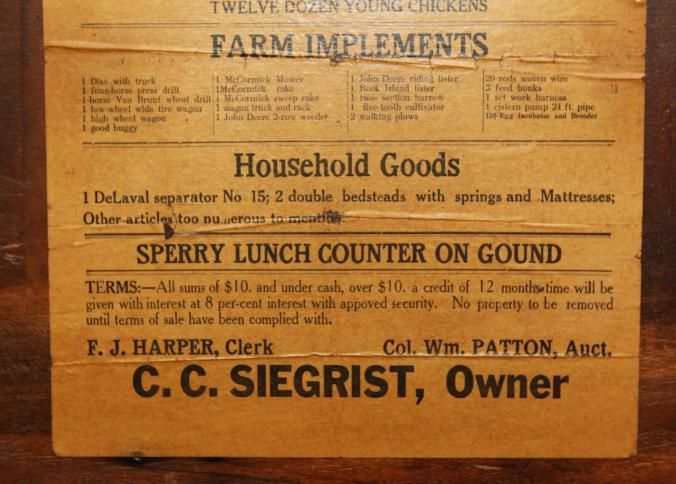 TWELVE DOZEN YOUNG CHICKENS
FARM IMPLEMENTS
1 Disc with truck
1 four-horse press drill
1-horse Van Brunt wheat drill
1 low-wheel wide tire wagon
1 high wheel wagon
1 good buggy
1 McCormick Mower
1 McCormick rake
1 McCormick sweep rake
1 wagon truck and rack
1 John Deere 2-row weeder
1 John Deere riding lister
1 Rock Island lister
1 two- section harrow
1 five-tooth cultivator
2 walking plows
20 rods woven wire
3 feed bunks
1 set work harness
1 cistern pump 24 ft. pipe
150-Egg Incubator and Brooder
Household Goods
1 DeLaval separator No 15; 2 double bedsteads with springs and Mattresses;
Other articles too numerous to mention.
SPERRY LUNCH COUNTER ON GOUND
TERMS:—All sums of $10. and under cash, over $10. a credit of 12 months time will be
given with interest at 8 per-cent interest with appoved security. No property to be removed
until terms of sale have been complied with.
F. J. HARPER, Clerk Col. Wm. PATTON, Auct.
C. C. SIEGRIST, Owner